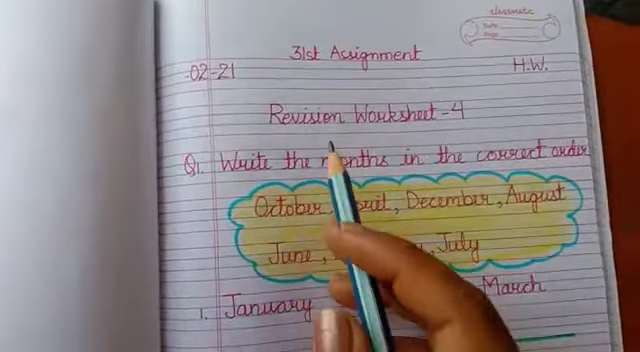 classmate
Date
Page
31st Assignment
-02-21
H.W.
Revision Worksheet-4
Q1. Write the months in the correct order
October, April, December, August
June, July
1. January March